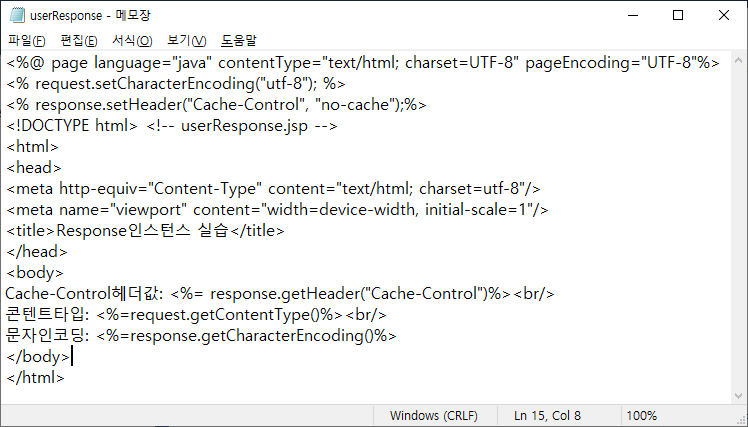 userResponse - 메모장
파일(F) 편집(E) 서식(O) 보기(V) 도움말
<%@ page language="java" contentType="text/html; charset=UTF-8" pageEncoding="UTF-8"%>
<% request.setCharacterEncoding("utf-8"); %>
<% response.setHeader("Cache-Control", "no-cache");%>
<!DOCTYPE html> <!-- userResponse.jsp -->
<html>
<head>
<meta http-equiv="Content-Type" content="text/html; charset=utf-8"/>
<meta name="viewport" content="width=device-width, initial-scale=1"/>
<title>Response인스턴스 실습</title>
</head>
<body>
Cache-Control헤더값: <%= response.getHeader("Cache-Control")%><br/>
콘텐트타입: <%=request.getContentType()%><br/>
문자인코딩: <%=response.getCharacterEncoding()%>
</body>
</html>
Windows (CRLF) Ln 15, Col 8 100%